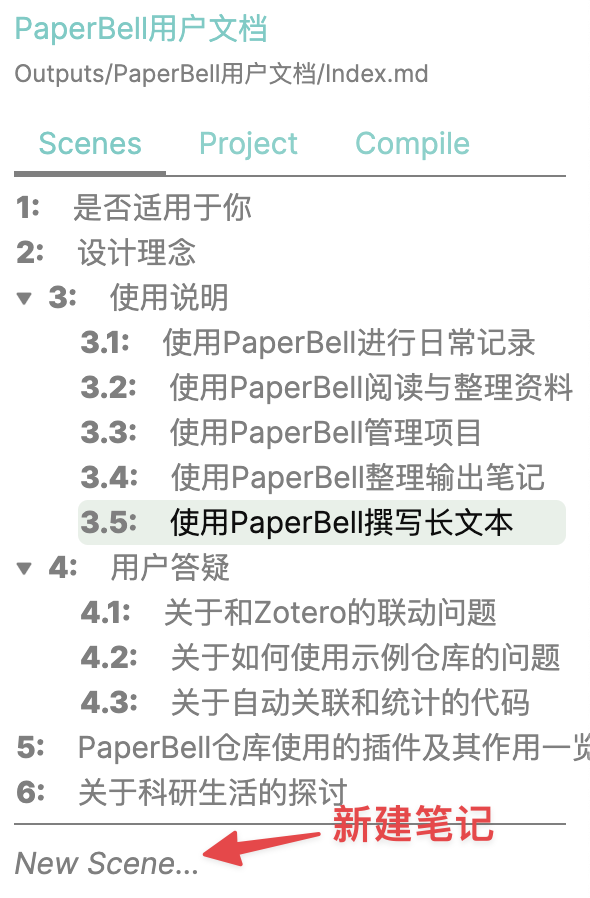 PaperBell用户文档
Outputs/PaperBell用户文档/Index.md
Scenes Project Compile
1: 是否适用于你
2: 设计理念
3: 使用说明
3.1: 使用PaperBell进行日常记录
3.2: 使用PaperBell阅读与整理资料
3.3: 使用PaperBell管理项目
3.4: 使用PaperBell整理输出笔记
3.5: 使用PaperBell撰写长文本
4: 用户答疑
4.1: 关于和Zotero的联动问题
4.2: 关于如何使用示例仓库的问题
4.3: 关于自动关联和统计的代码
5: PaperBell仓库使用的插件及其作用一览
6: 关于科研生活的探讨
新建笔记
New Scene...